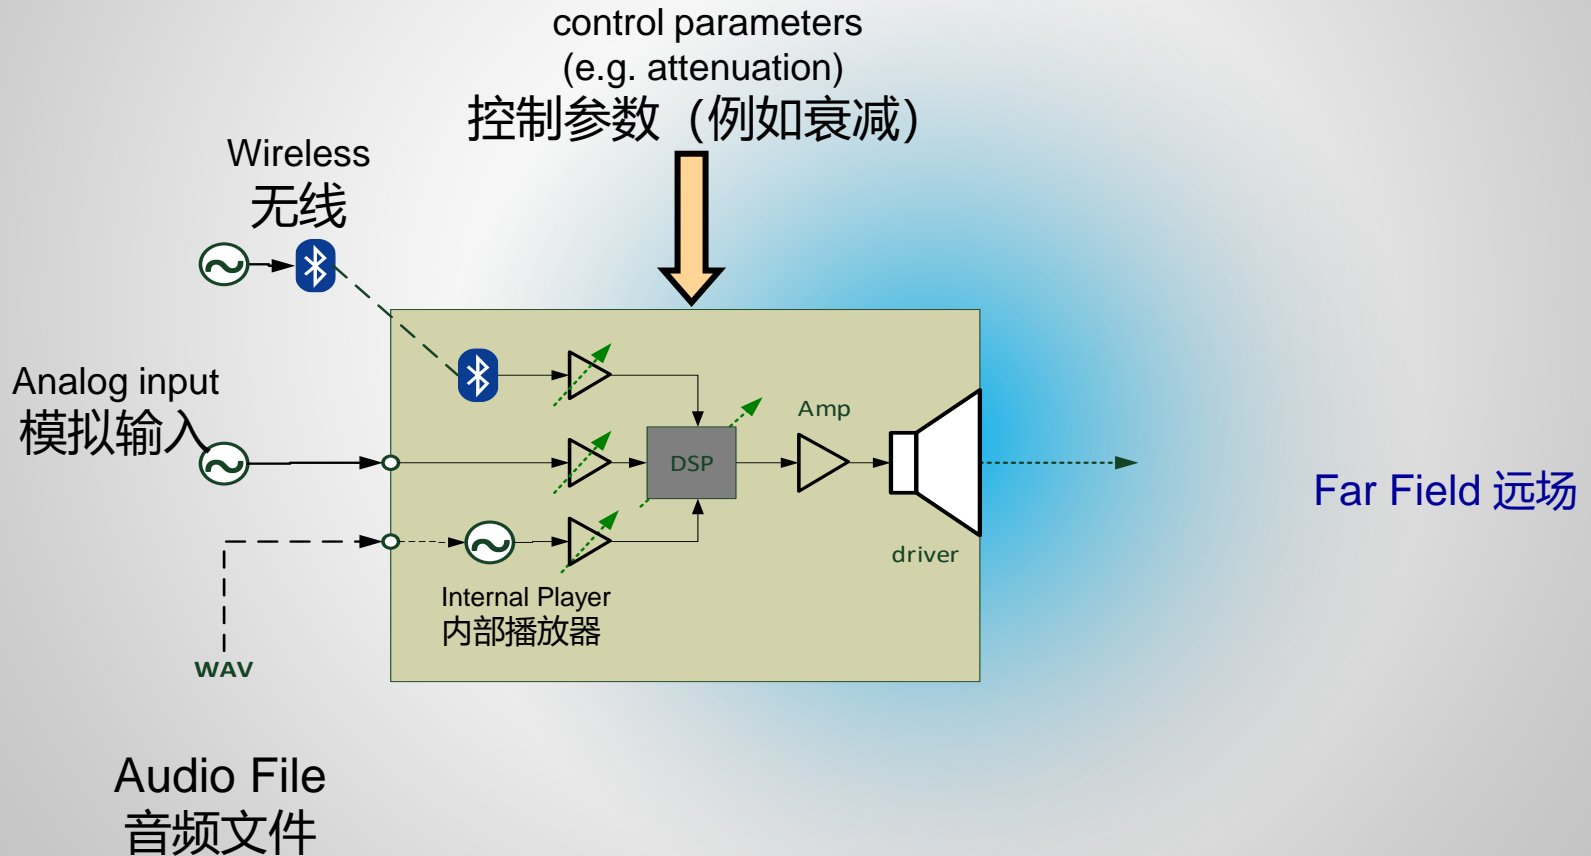 control parameters
(e.g. attenuation)
控制参数（例如衰减）
Wireless
无线
Analog input
模拟输入
Amp
DSP
Far Field 远场
driver
Internal Player
内部播放器
WAV
Audio File
音频文件